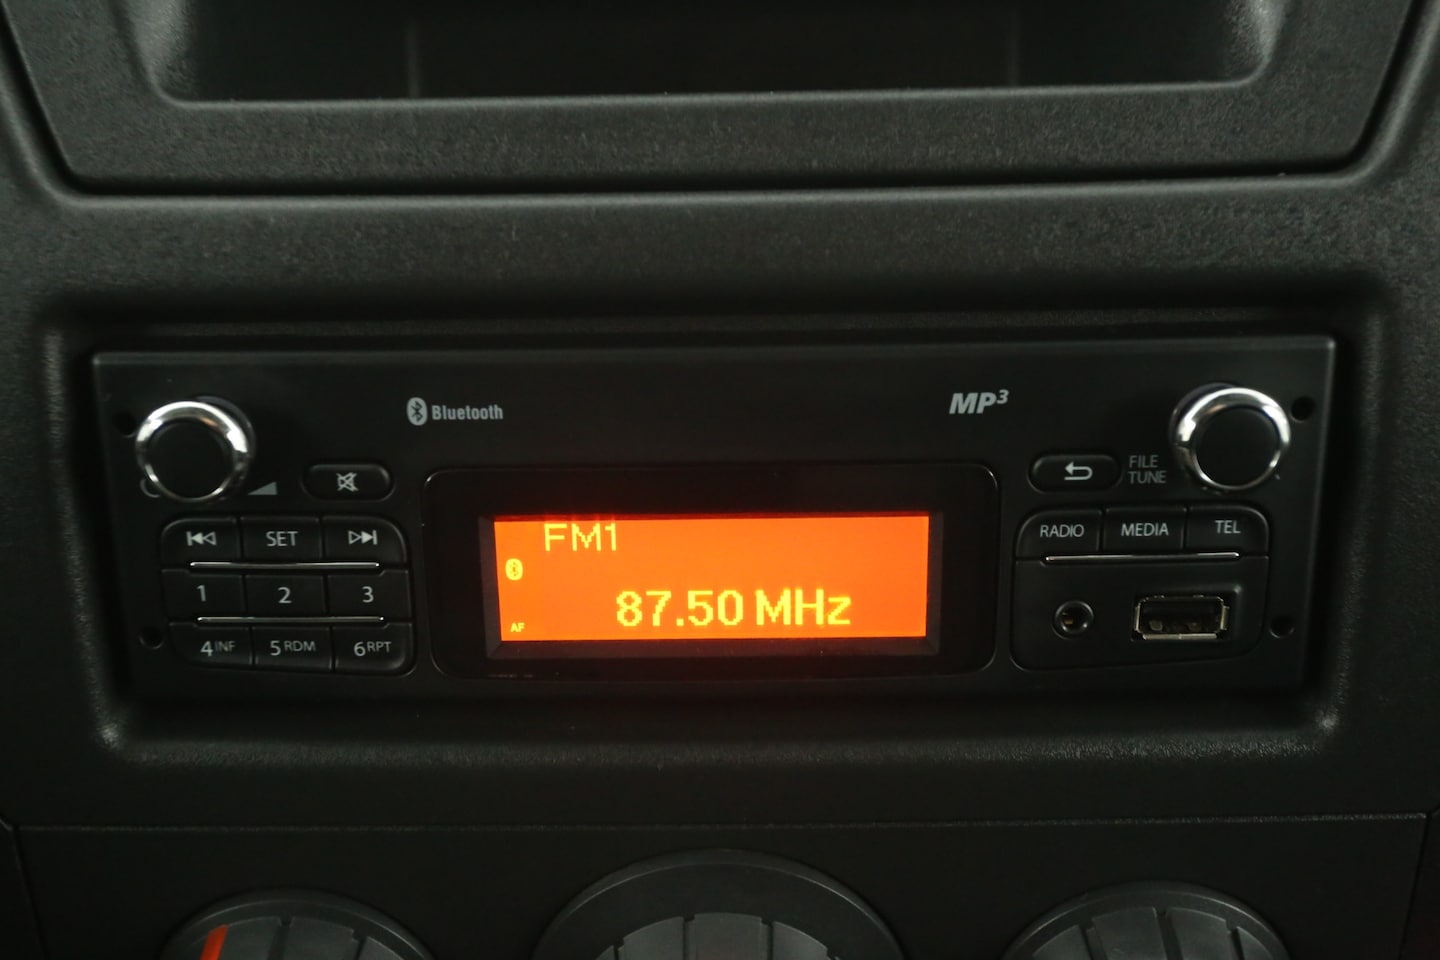 Bluetooth
MP3
FILE
TUNE
SET
RADIO
MEDIA
TEL
FM1
1
2
3
87.50 MHz
AF
4 INF
5 RDM
6 RPT